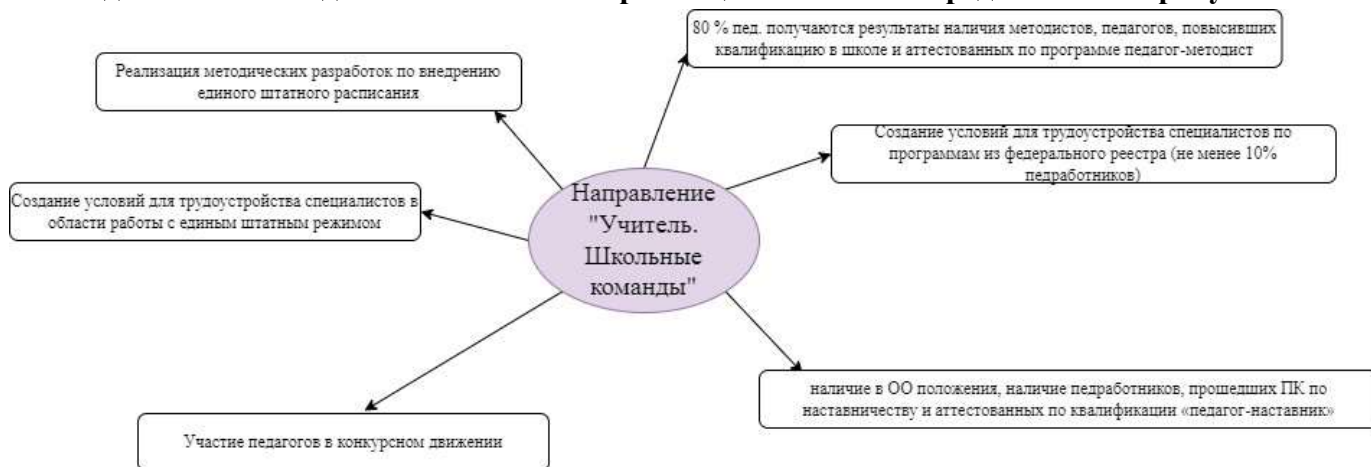 80 % пед. получаются результаты наличия методистов, педагогов, повысивших
квалификацию в школе и аттестованных по программе педагог-методист
Реализация методических разработок по внедрению
единого штатного расписания
Создание условий для трудоустройства специалистов по
программам из федерального реестра (не менее 10%
педработников)
Создание условий для трудоустройства специалистов в
области работы с единым штатным режимом
Направление
"Учитель.
Школьные
команды"
наличие в ОО положения, наличие педработников, прошедших ПК по
наставничеству и аттестованных по квалификации «педагог-наставник»
Участие педагогов в конкурсном движении